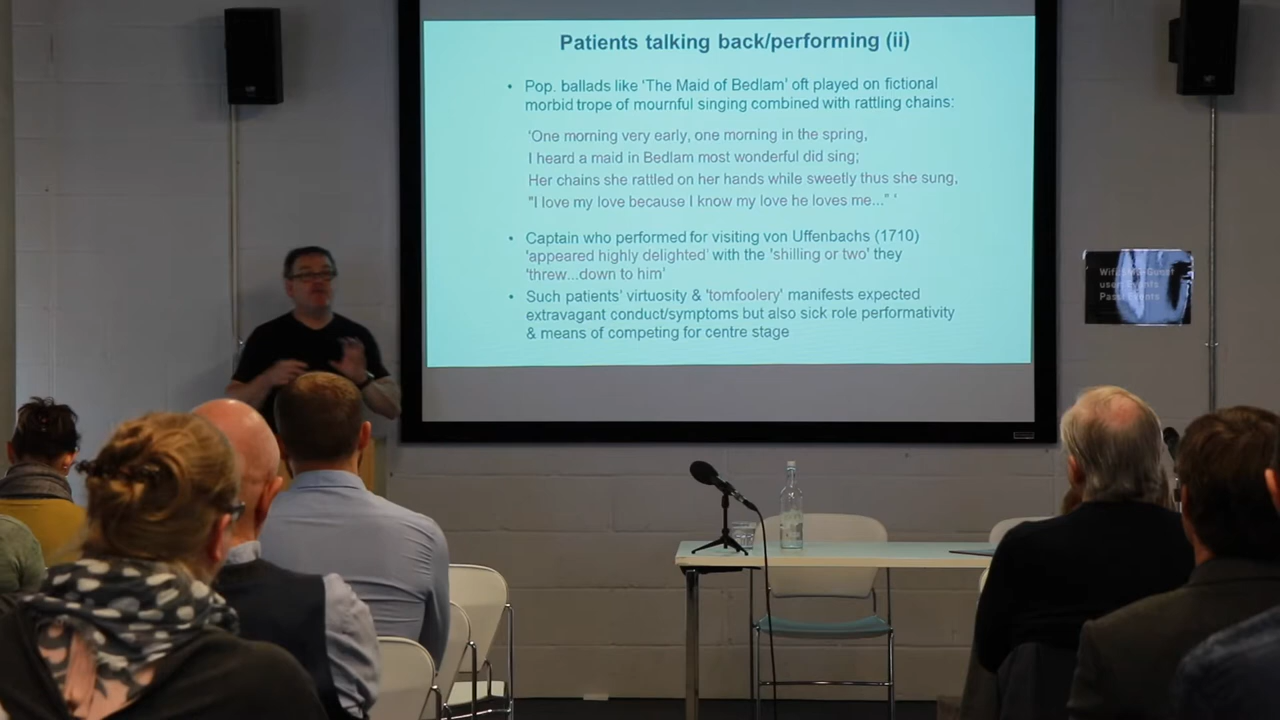 Patients talking back/performing (ii)
• Pop. ballads like 'The Maid of Bedlam' oft played on fictional
morbid trope of mournful singing combined with rattling chains:
'One morning very early, one morning in the spring,
I heard a maid in Bedlam most wonderful did sing;
Her chains she rattled on her hands while sweetly thus she sung,
"I love my love because I know my love he loves me..." '
• Captain who performed for visiting von Uffenbachs (1710)
'appeared highly delighted' with the 'shilling or two' they
'threw...down to him'
• Such patients' virtuosity & 'tomfoolery' manifests expected
extravagant conduct/symptoms but also sick role performativity
& means of competing for centre stage
Guest